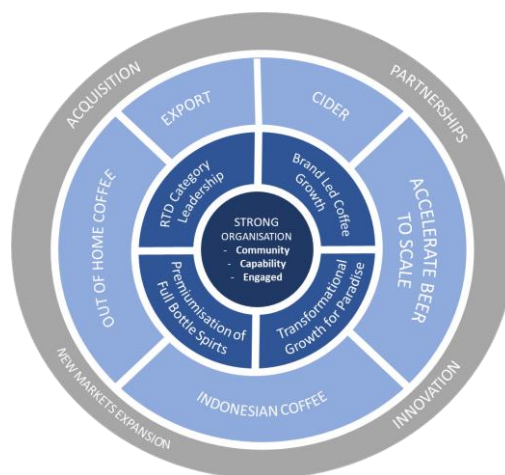 ACQUISITION
PARTNERSHIPS
EXPORT
CIDER
RTD Category
Leadership
Brand Led Coffee
Growth
OUT OF HOME COFFEE
STRONG
ORGANISATION
- Community
- Capability
- Engaged
ACCELERATE BEER
TO SCALE
Premiumisation of
Full Bottle Spirts
Transformational
Growth for Paradise
INDONESIAN COFFEE
NEW MARKETS EXPANSION
INNOVATION